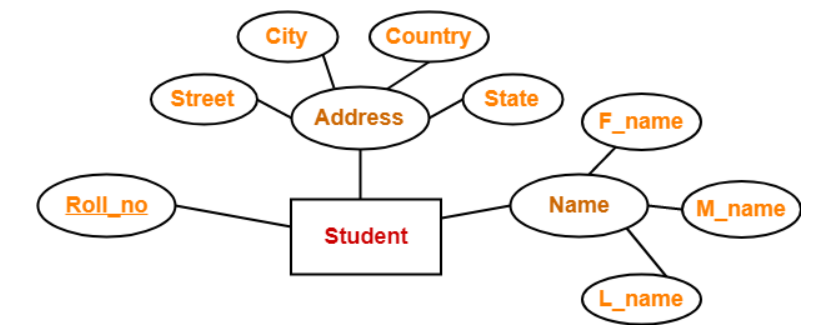 City
Country
Street
Address
State
F_name
Roll_no
Student
Name
M_name
L_name